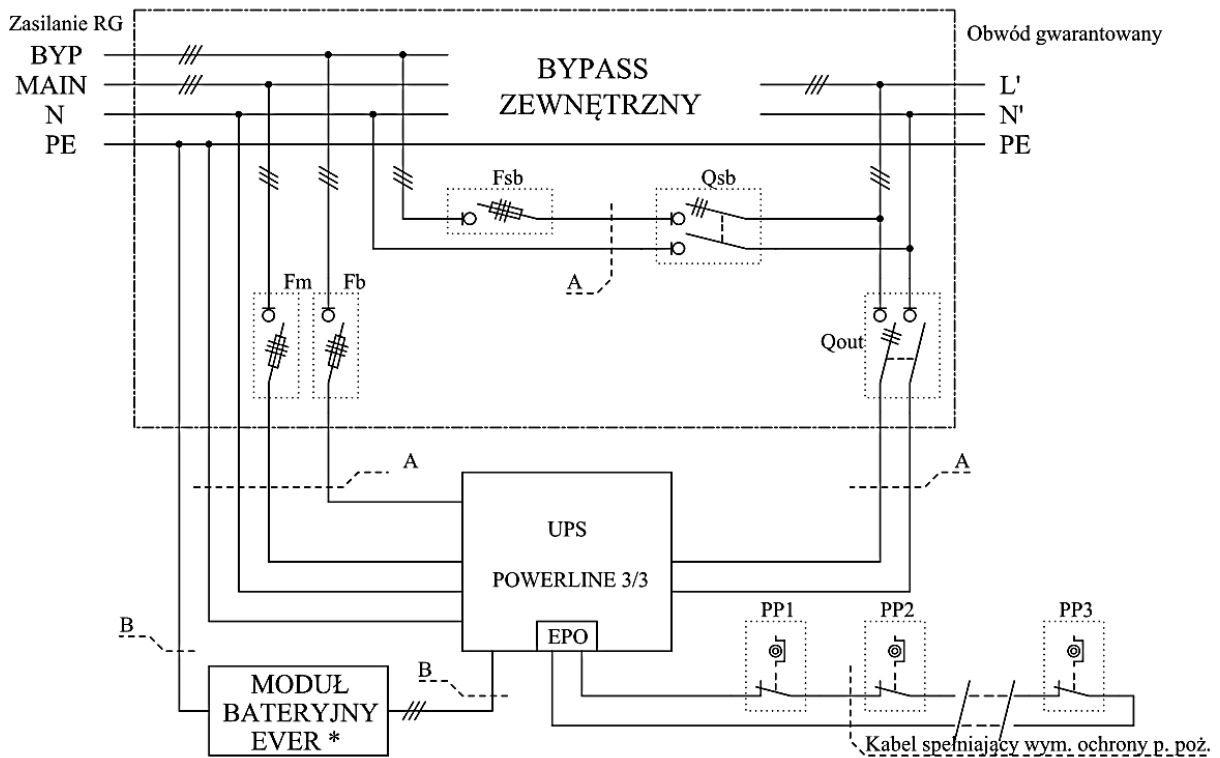 Zasilanie RG
Obwód gwarantowany
BYP
MAIN
N
PE
BYPASS
ZEWNĘTRZNY
L'
N'
PE
Fsb
Qsb
A
Fm
Fb
Qout
A
A
UPS
POWERLINE 3/3
EPO
B
B
MODUŁ
BATERYJNY
EVER *
PP1
PP2
PP3
Kabel spełniający wym. ochrony p. poż.